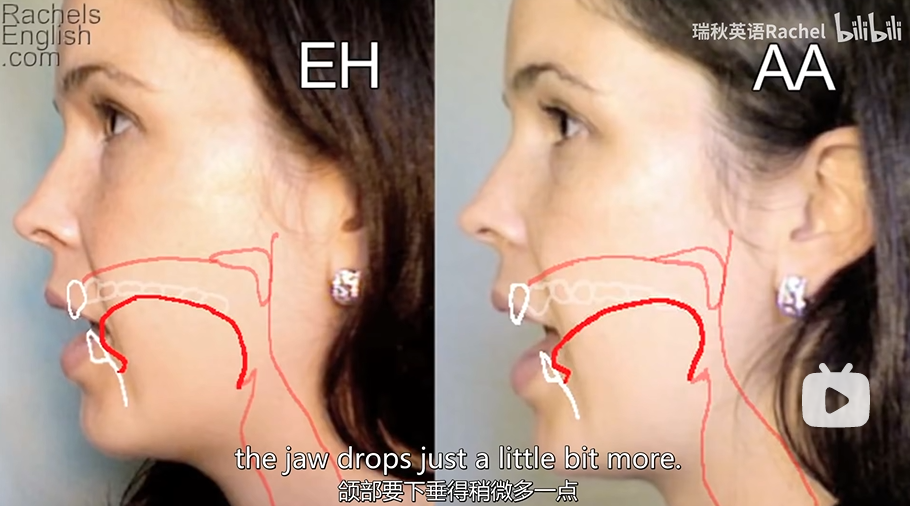 Rachels
English
.com
瑞秋英语Rachel bilibili
EH
AA
the jaw drops just a little bit more.
颌部要下垂得稍微多一点